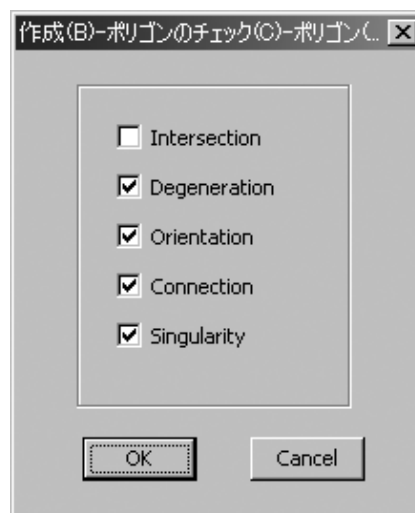 作成(B)-ポリゴンのチェック(C)-ポリゴン(..
Intersection
Degeneration
Orientation
Connection
Singularity
OK
Cancel